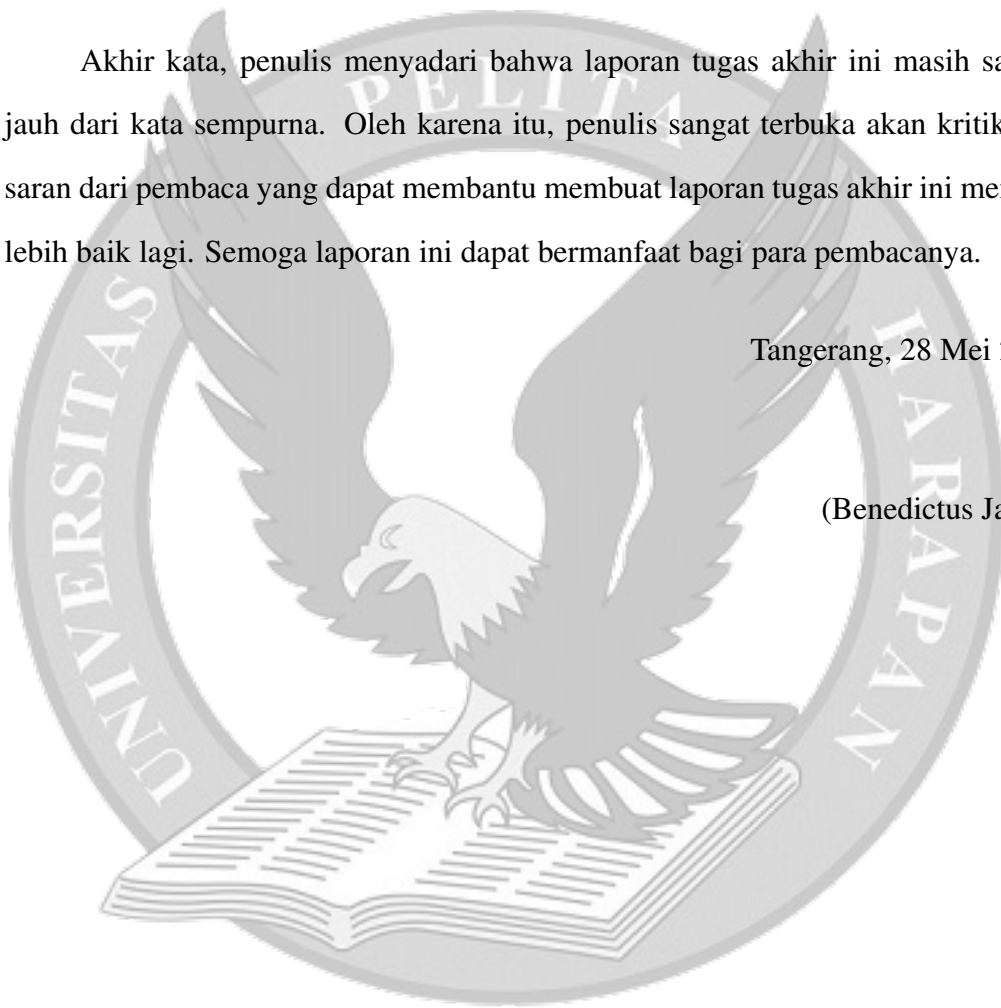 Akhir kata, penulis menyadari bahwa laporan tugas akhir ini masih sa
jauh dari kata sempurna. Oleh karena itu, penulis sangat terbuka akan kritik
saran dari pembaca yang dapat membantu membuat laporan tugas akhir ini me
lebih baik lagi. Semoga laporan ini dapat bermanfaat bagi para pembacanya.
Tangerang, 28 Mei
(Benedictus Ja
UNIVERSITAS PELITA HARAPAN